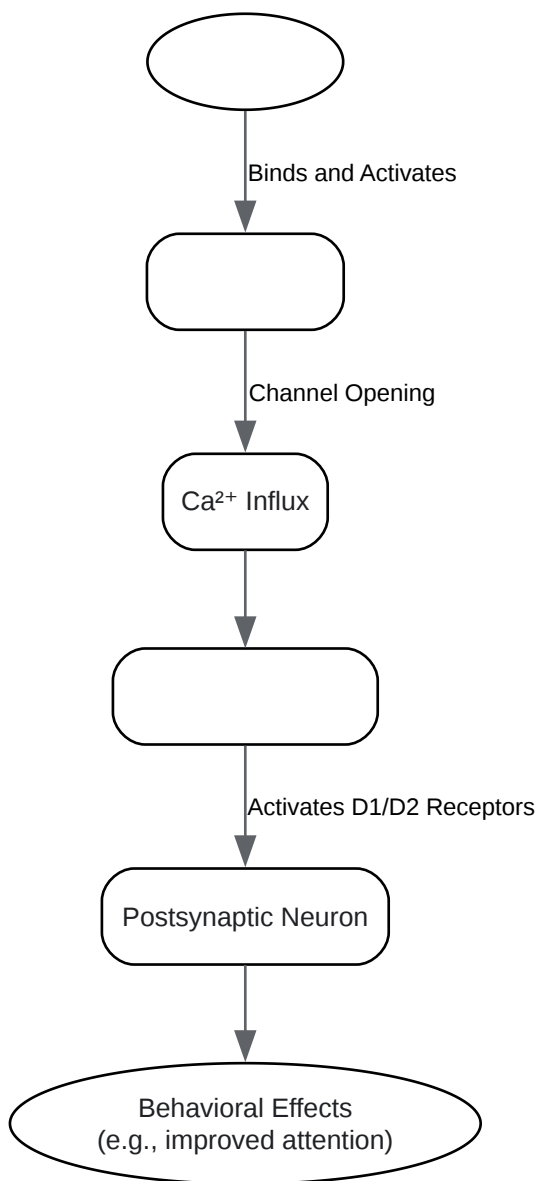 Binds and Activates
Channel Opening
Ca²⁺ Influx
Activates D1/D2 Receptors
Postsynaptic Neuron
Behavioral Effects
(e.g., improved attention)